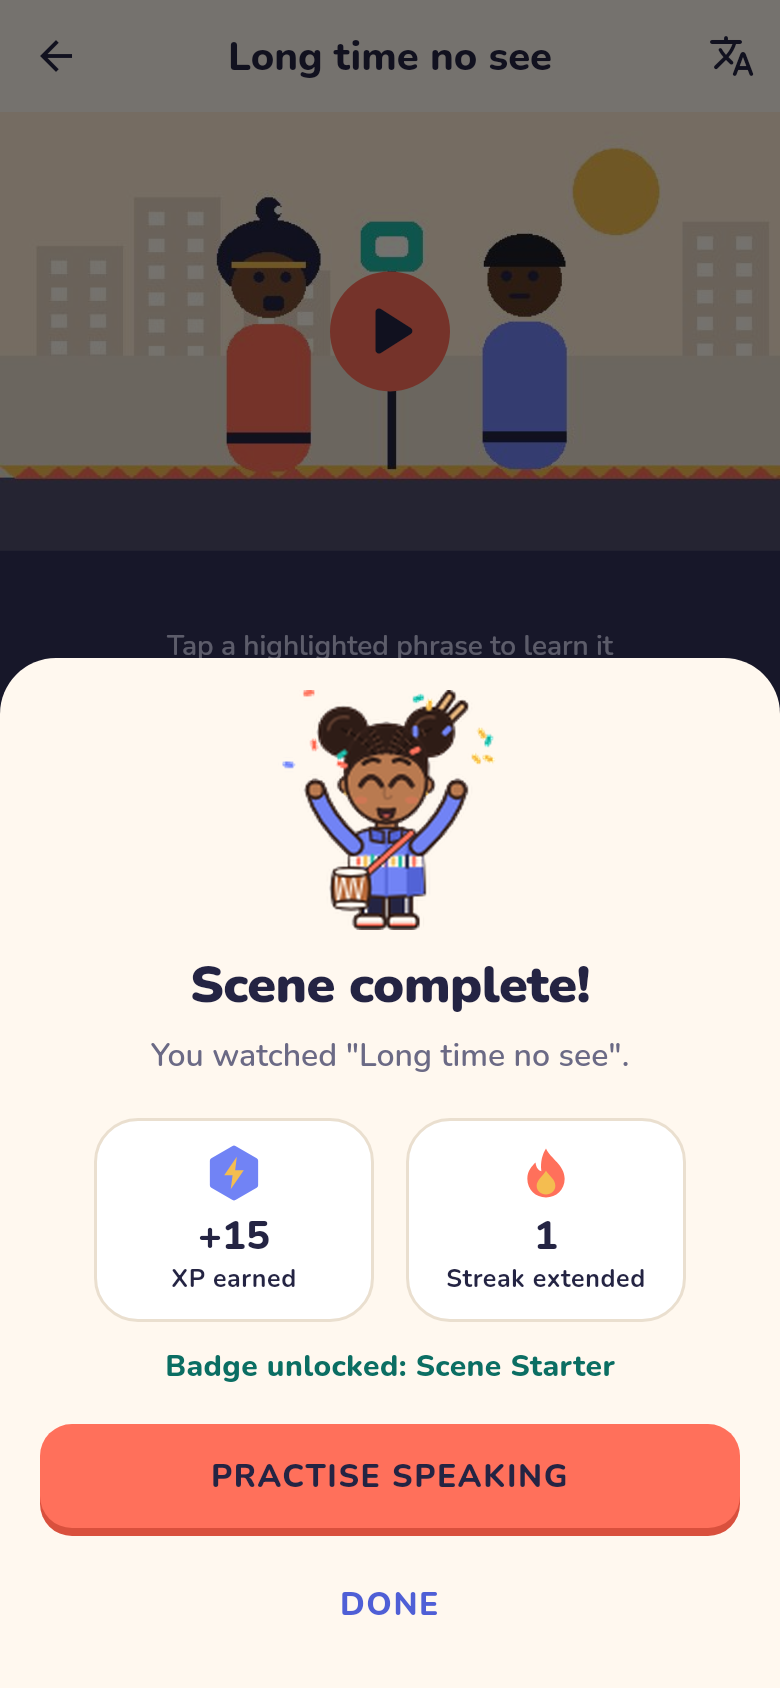 Long time no see
Tap a highlighted phrase to learn it
Scene complete!
You watched "Long time no see".
+15
XP earned
1
Streak extended
Badge unlocked: Scene Starter
PRACTISE SPEAKING
DONE